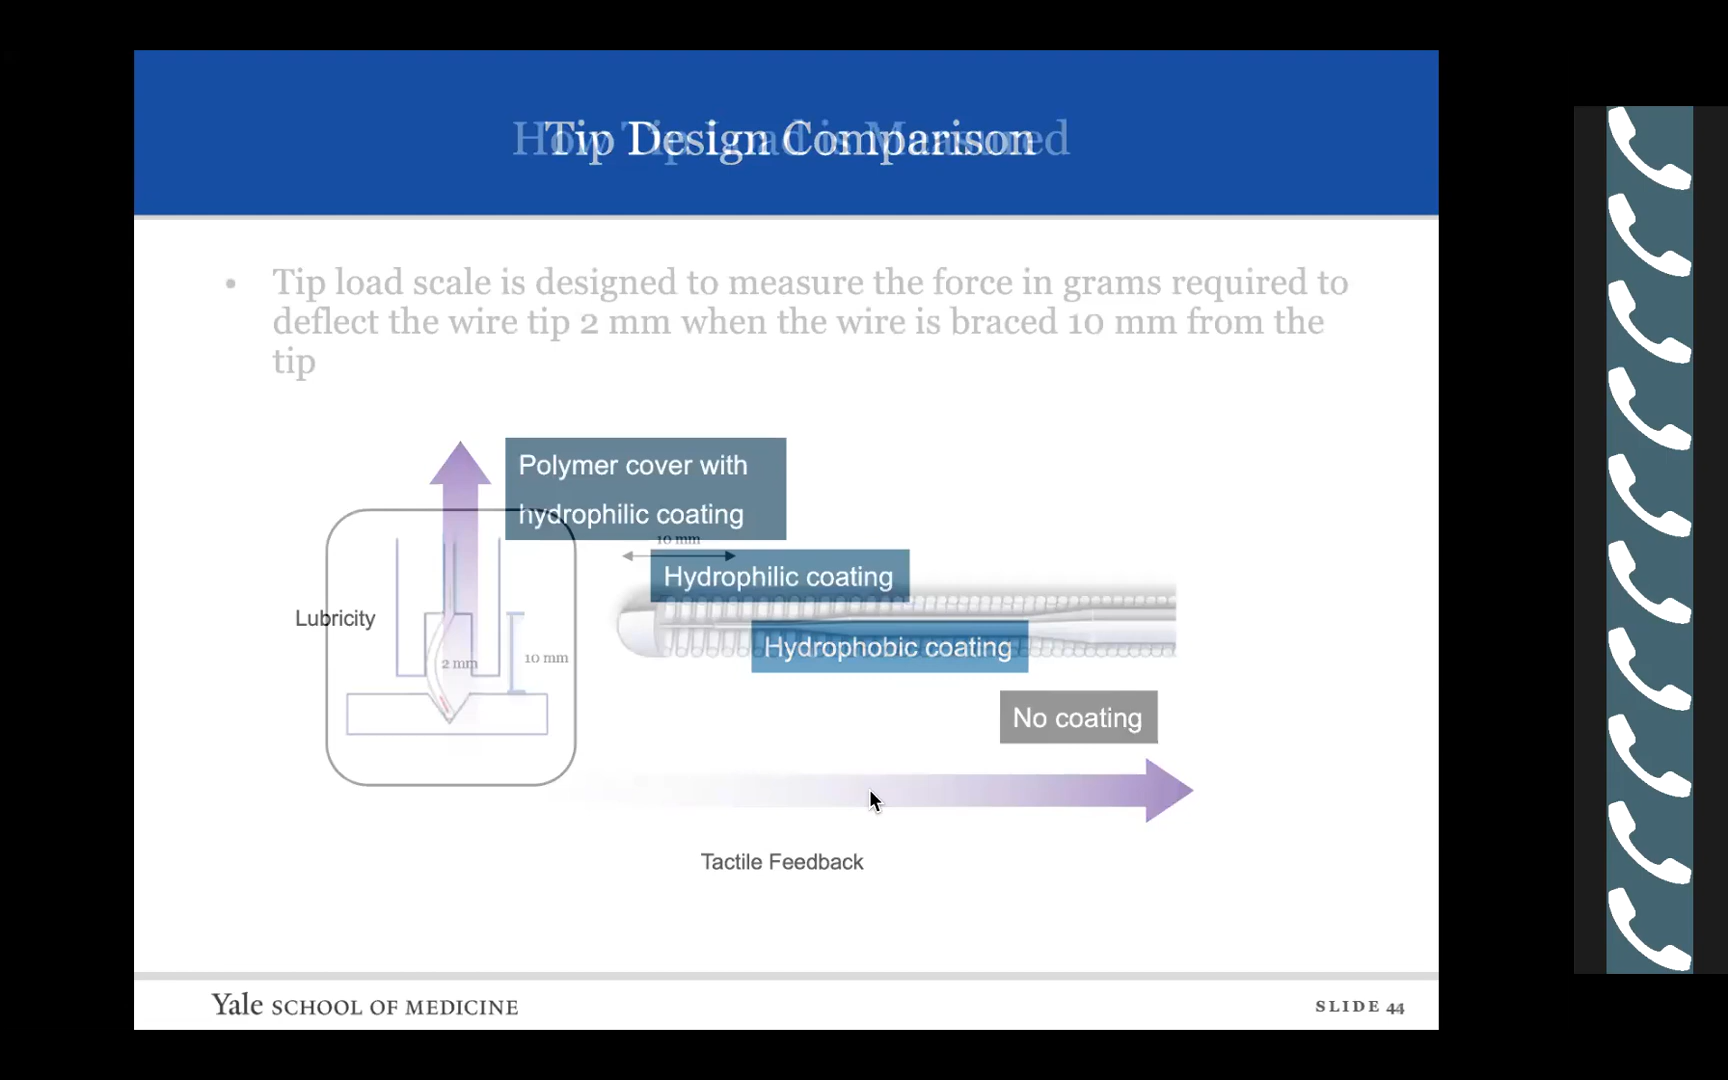 How Tip Load is Measured
Tip Design Comparison
• Tip load scale is designed to measure the force in grams required to
deflect the wire tip 2 mm when the wire is braced 10 mm from the
tip
Polymer cover with
hydrophilic coating
10 mm
Hydrophilic coating
Lubricity
Hydrophobic coating
2 mm
10 mm
No coating
Tactile Feedback
Yale SCHOOL OF MEDICINE
SLIDE 44